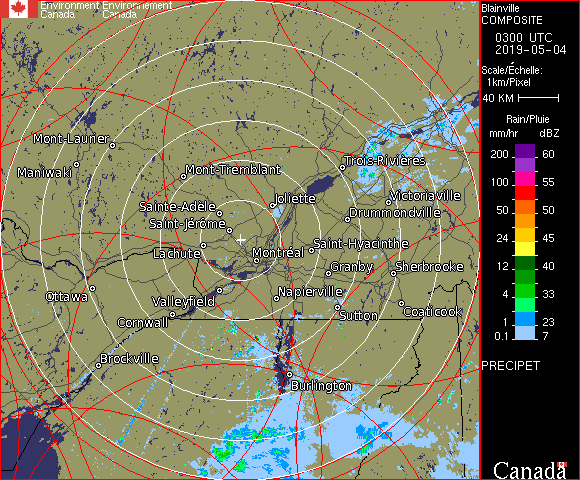 Environment Environnement
Canada Canada
Blainville
COMPOSITE
0300 UTC
2019-05-04
Scale/Échelle:
1km/Pixel
40 KM
Rain/Pluie
mm/hr dBZ
200 60
100 55
50 50
24 45
12 40
4 33
1 23
0.1 7
PRECIPET
Canada
Mont-Laurier
Maniwaki
Mont-Tremblant
Trois-Rivières
Sainte-Adèle
Joliette
Victoriaville
Saint-Jérôme
Drummondville
Lachute
Montréal
Saint-Hyacinthe
Granby
Sherbrooke
Ottawa
Valleyfield
Napierville
Cornwall
Sutton
Coaticook
Brockville
Burlington